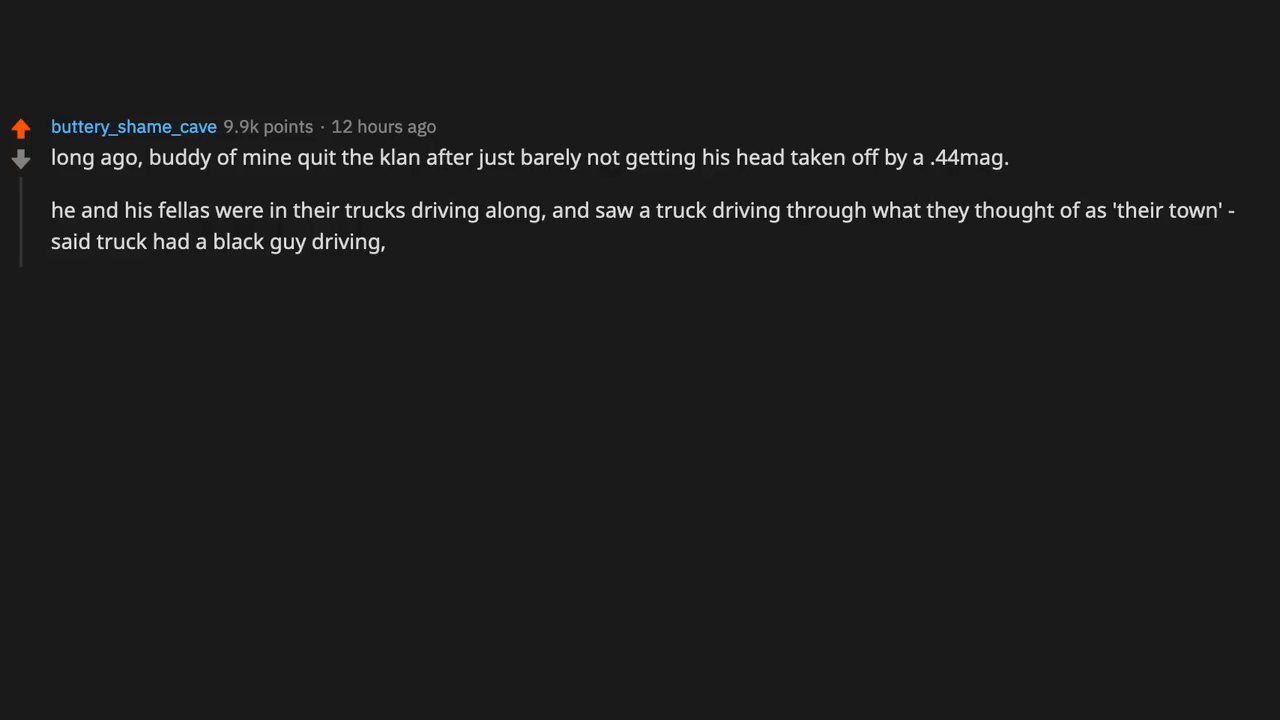 buttery_shame_cave 9.9k points · 12 hours ago
long ago, buddy of mine quit the klan after just barely not getting his head taken off by a .44mag.
he and his fellas were in their trucks driving along, and saw a truck driving through what they thought of as 'their town' -
said truck had a black guy driving,